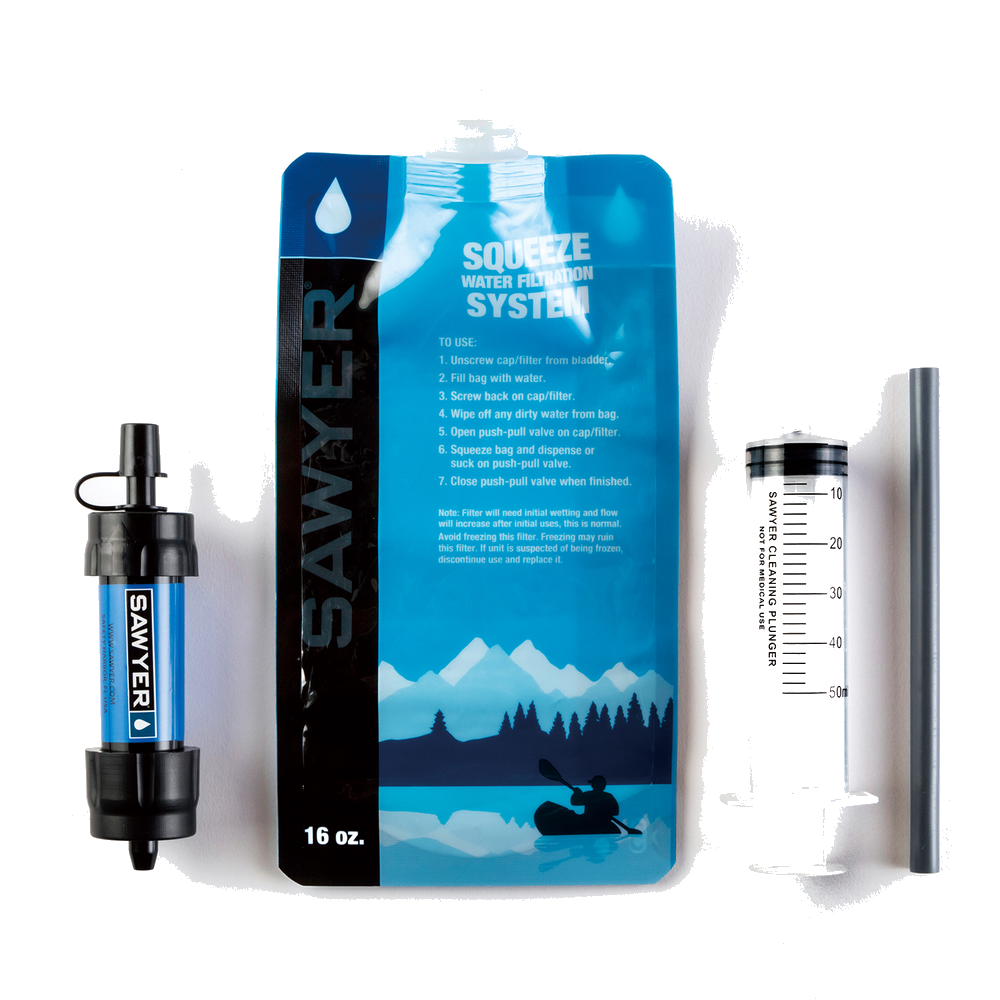 SQUEEZE
WATER FILTRATION
SYSTEM
TO USE:
1. Unscrew cap/filter from bladder.
2. Fill bag with water.
3. Screw back on cap/filter.
4. Wipe off any dirty water from bag.
5. Open push-pull valve on cap/filter.
6. Squeeze bag and dispense or
suck on push-pull valve.
7. Close push-pull valve when finished.
Note: Filter will need initial wetting and flow
will increase after initial uses, this is normal.
Avoid freezing this filter. Freezing may ruin
this filter. If unit is suspected of being frozen,
discontinue use and replace it.
SAWYER®
16 oz.
SAWYER
WWW.SAWYER.COM
SAFETY HARBOR, FL USA
SAWYER CLEANING PLUNGER
NOT FOR MEDICAL USE
10
20
30
40
50m